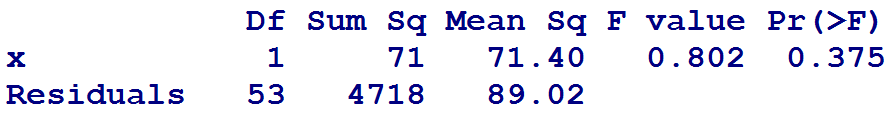 Df Sum Sq Mean Sq F value Pr(>F)
x 1 71 71.40 0.802 0.375
Residuals 53 4718 89.02